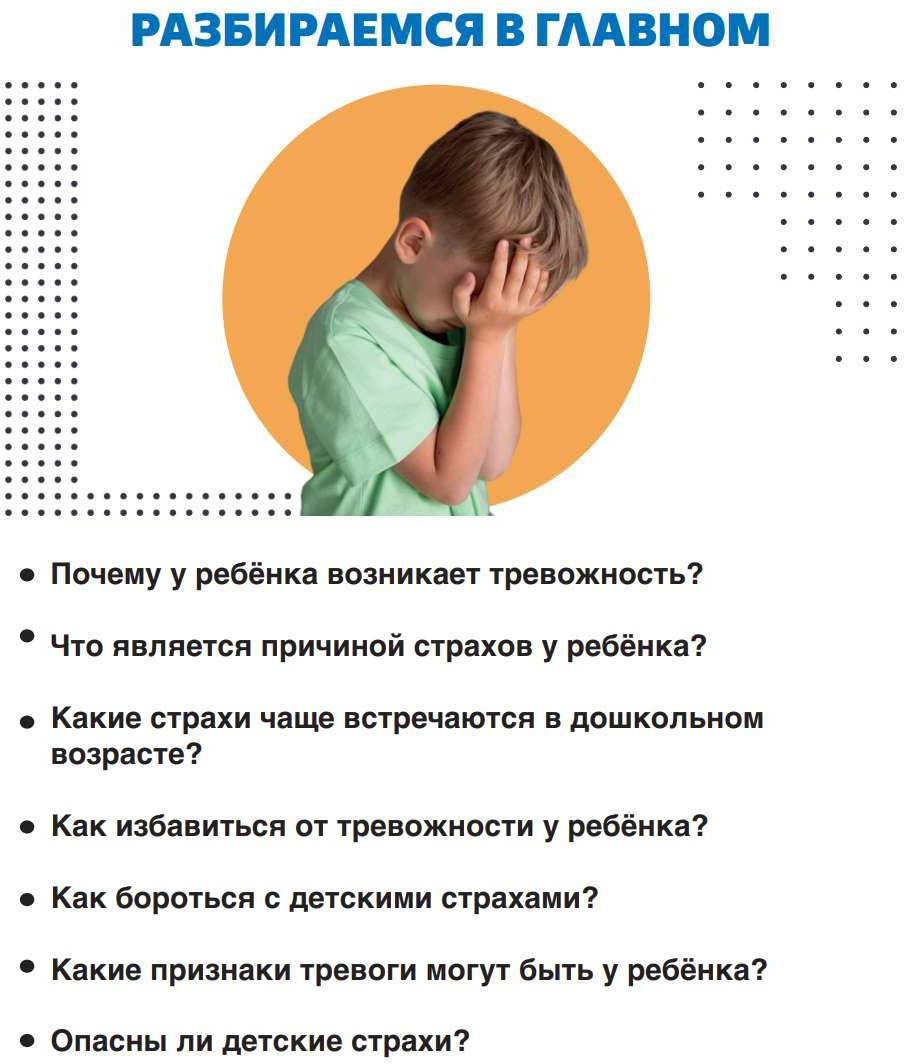 РАЗБИРАЕМСЯ В ГЛАВНОМ
• Почему у ребёнка возникает тревожность?
• Что является причиной страхов у ребёнка?
• Какие страхи чаще встречаются в дошкольном
возрасте?
• Как избавиться от тревожности у ребёнка?
• Как бороться с детскими страхами?
• Какие признаки тревоги могут быть у ребёнка?
• Опасны ли детские страхи?